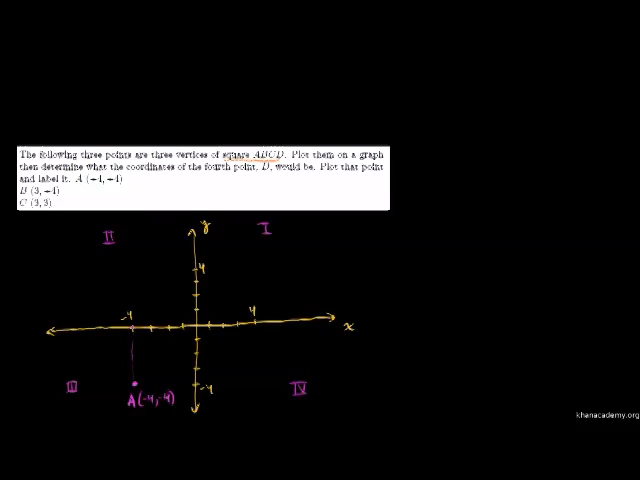 The following three points are three vertices of square ABCD. Plot them on a graph
then determine what the coordinates of the fourth point, D, would be. Plot that point
and label it. A (−4, −4)
B (3, −4)
C (3, 3)
y
II
I
4
-4
4
x
III
IV
-4
A(-4,-4)
khanacademy.org